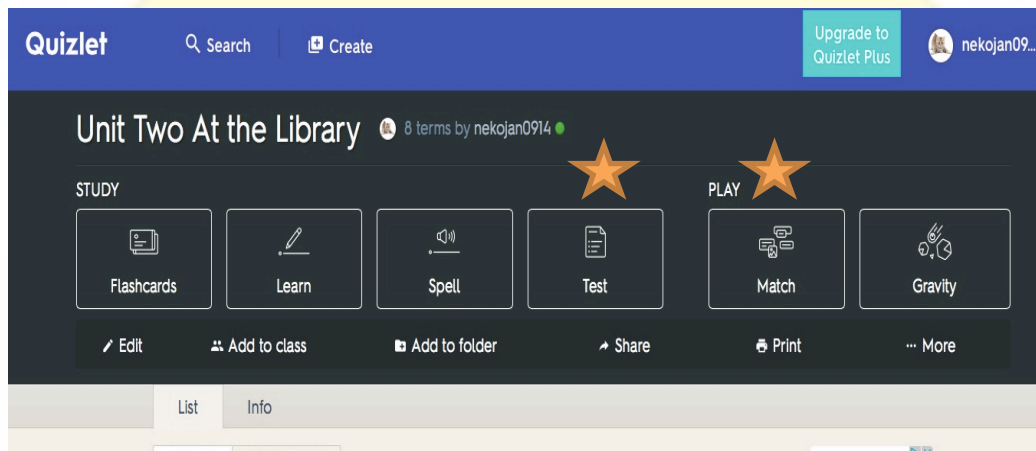 Quizlet Search Create Upgrade to Quizlet Plus nekojan09...
Unit Two At the Library 8 terms by nekojan0914
STUDY PLAY
Flashcards Learn Spell Test Match Gravity
Edit Add to class Add to folder Share Print ... More
List Info